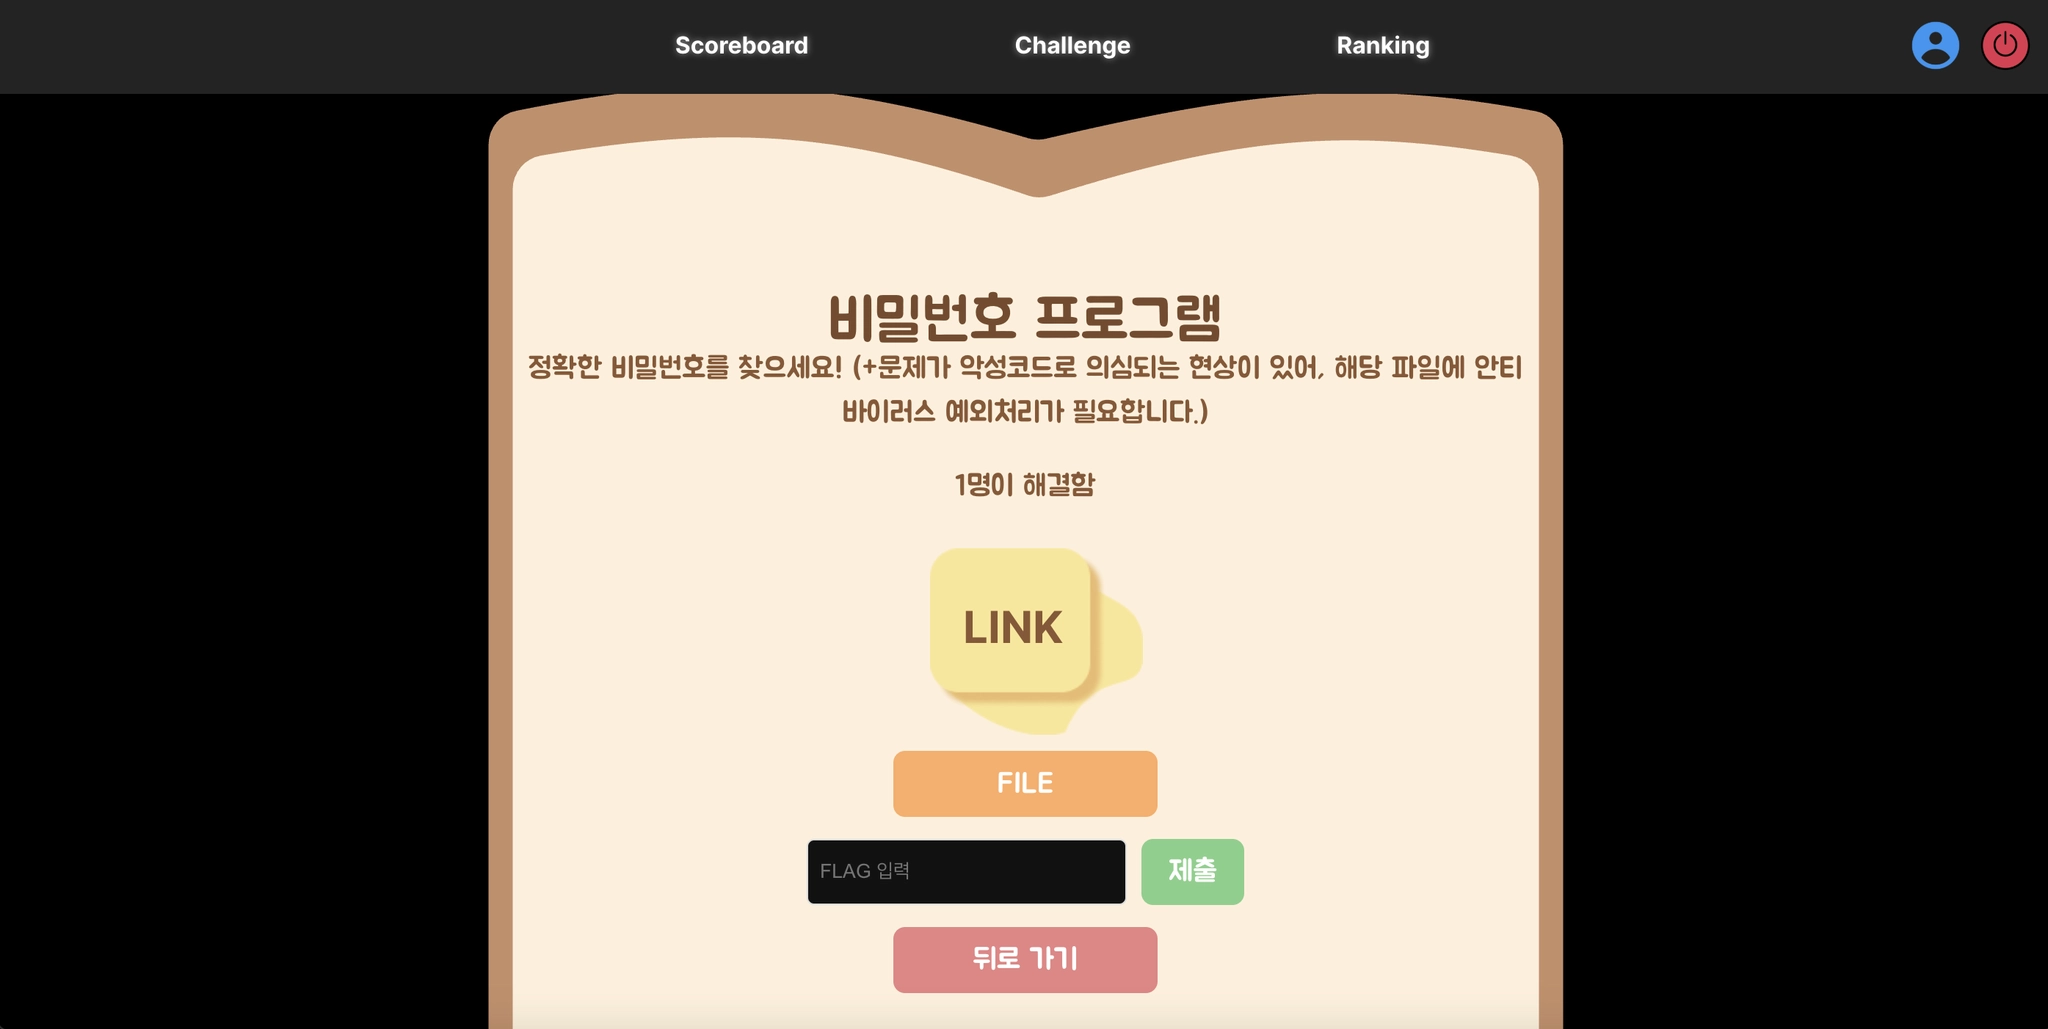 Scoreboard Challenge Ranking
비밀번호 프로그램
정확한 비밀번호를 찾으세요! (+문제가 악성코드로 의심되는 현상이 있어, 해당 파일에 안티
바이러스 예외처리가 필요합니다.)
1명이 해결함
LINK
FILE
FLAG 입력 제출
뒤로 가기